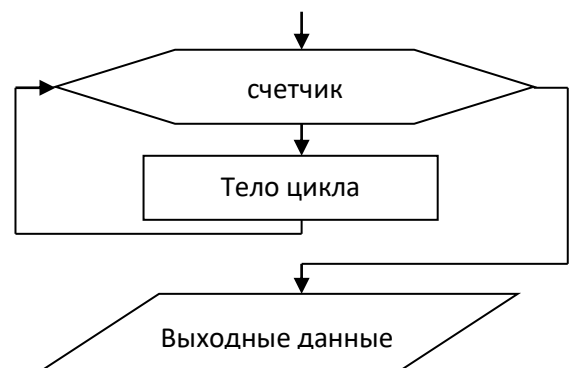 счетчик
Тело цикла
Выходные данные